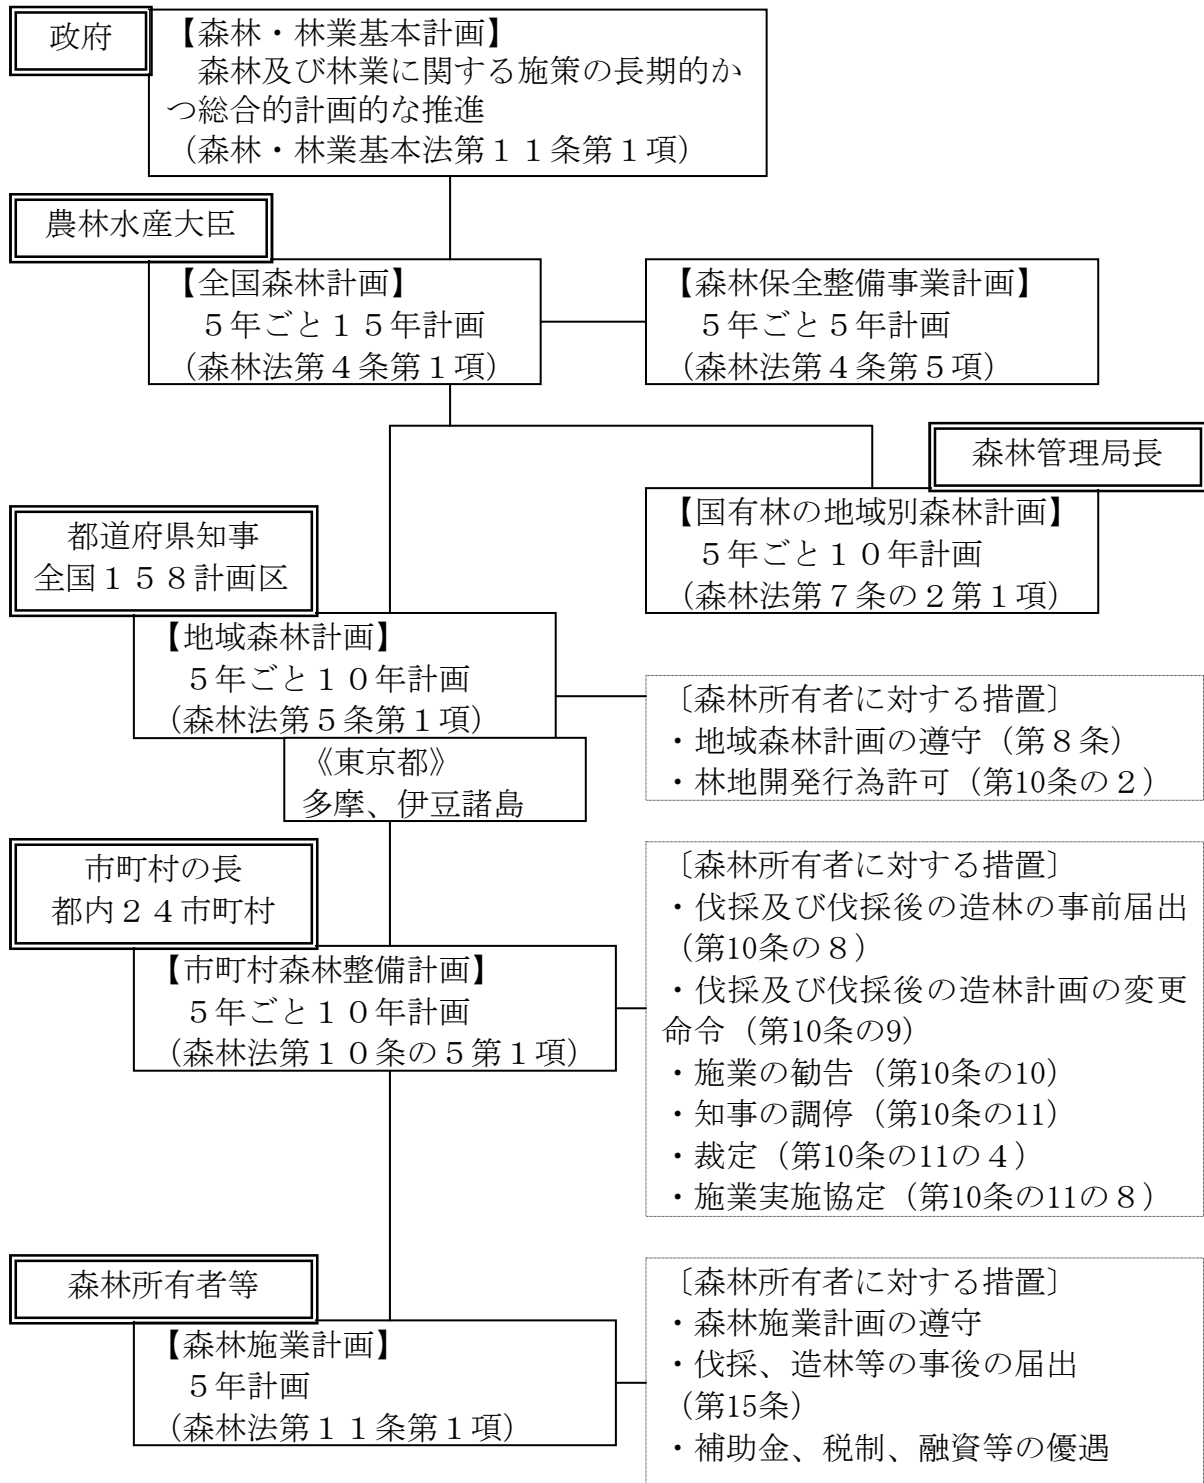 政府
【森林・林業基本計画】
森林及び林業に関する施策の長期的か
つ総合的計画的な推進
（森林・林業基本法第１１条第１項）
農林水産大臣
【全国森林計画】
５年ごと１５年計画
（森林法第４条第１項）
【森林保全整備事業計画】
５年ごと５年計画
（森林法第４条第５項）
森林管理局長
【国有林の地域別森林計画】
５年ごと１０年計画
（森林法第７条の２第１項）
都道府県知事
全国１５８計画区
【地域森林計画】
５年ごと１０年計画
（森林法第５条第１項）
《東京都》
多摩、伊豆諸島
〔森林所有者に対する措置〕
・地域森林計画の遵守（第８条）
・林地開発行為許可（第10条の２）
市町村の長
都内２４市町村
【市町村森林整備計画】
５年ごと１０年計画
（森林法第１０条の５第１項）
〔森林所有者に対する措置〕
・伐採及び伐採後の造林の事前届出
（第10条の８）
・伐採及び伐採後の造林計画の変更
命令（第10条の9）
・施業の勧告（第10条の10）
・知事の調停（第10条の11）
・裁定（第10条の11の４）
・施業実施協定（第10条の11の８）
森林所有者等
【森林施業計画】
５年計画
（森林法第１１条第１項）
〔森林所有者に対する措置〕
・森林施業計画の遵守
・伐採、造林等の事後の届出
（第15条）
・補助金、税制、融資等の優遇